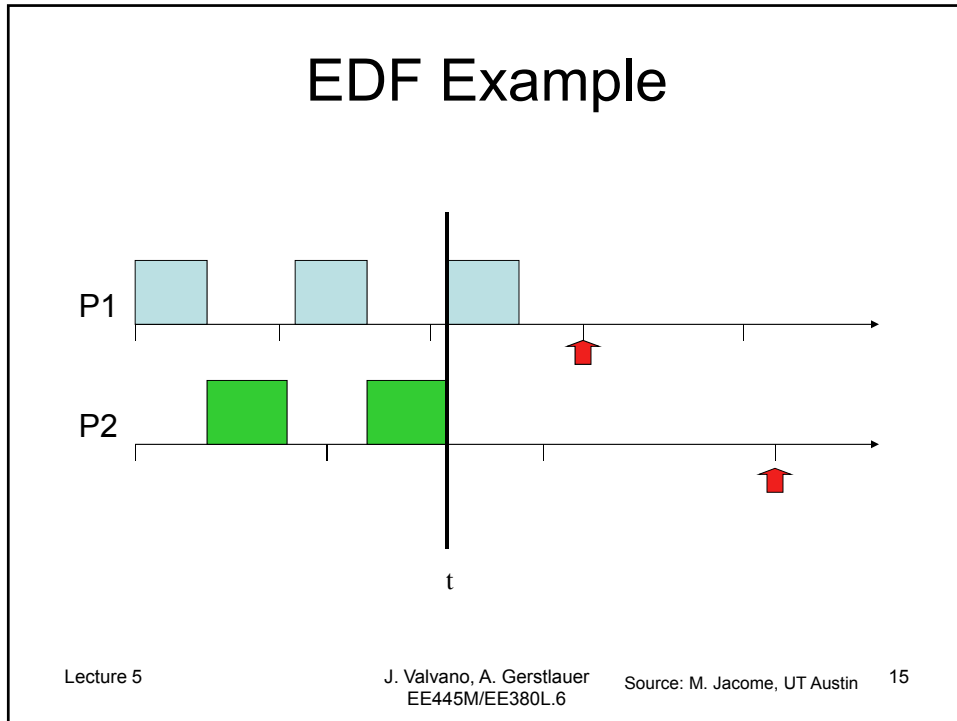 EDF Example
P1
P2
t
Lecture 5
J. Valvano, A. Gerstlauer
EE445M/EE380L.6
Source: M. Jacome, UT Austin
15